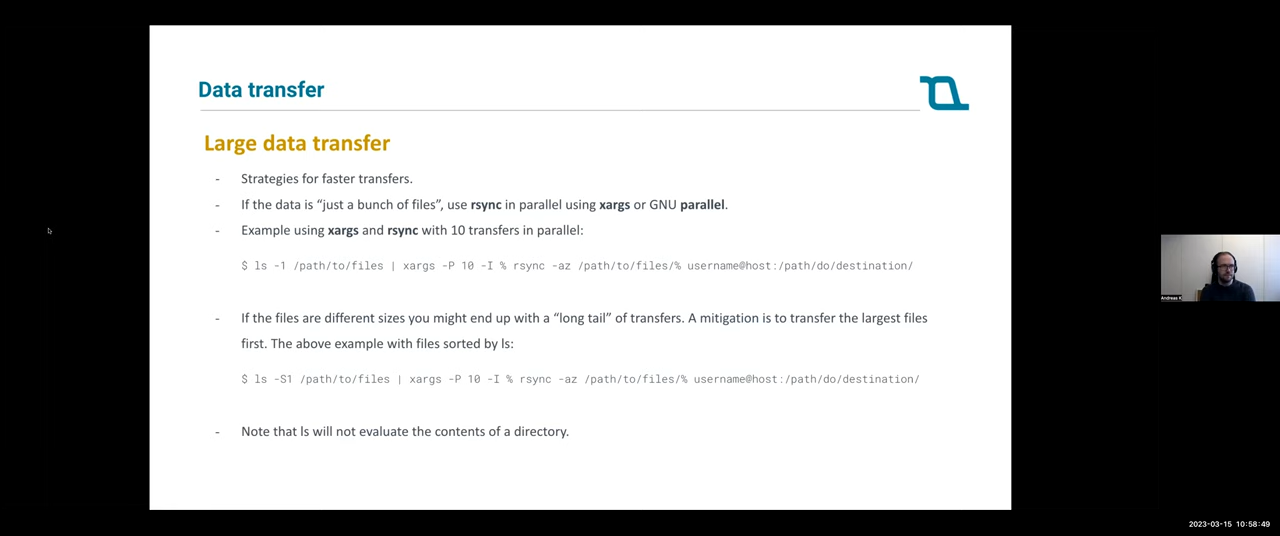 Data transfer
Large data transfer
- Strategies for faster transfers.
- If the data is “just a bunch of files”, use rsync in parallel using xargs or GNU parallel.
- Example using xargs and rsync with 10 transfers in parallel:
$ ls -1 /path/to/files | xargs -P 10 -I % rsync -az /path/to/files/% username@host:/path/do/destination/
- If the files are different sizes you might end up with a “long tail” of transfers. A mitigation is to transfer the largest files
first. The above example with files sorted by ls:
$ ls -S1 /path/to/files | xargs -P 10 -I % rsync -az /path/to/files/% username@host:/path/do/destination/
- Note that ls will not evaluate the contents of a directory.
Andreas K
2023-03-15 10:58:49